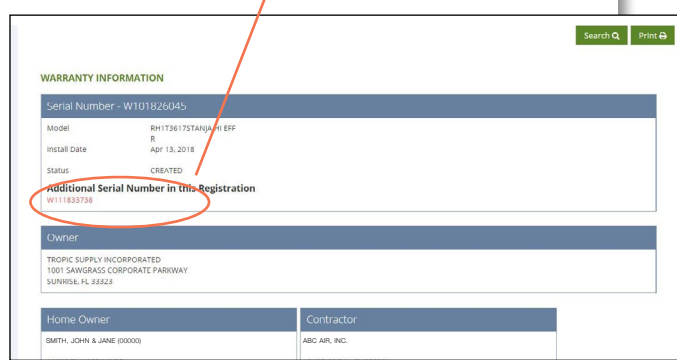 Search Print
WARRANTY INFORMATION
Serial Number - W101826045
Model RH1T3617STANJA HI EFF
R
Install Date Apr 13, 2018
Status CREATED
Additional Serial Number in this Registration
W111833738
Owner
TROPIC SUPPLY INCORPORATED
1001 SAWGRASS CORPORATE PARKWAY
SUNRISE, FL 33323
Home Owner Contractor
SMITH, JOHN & JANE (00000) ABC AIR, INC.